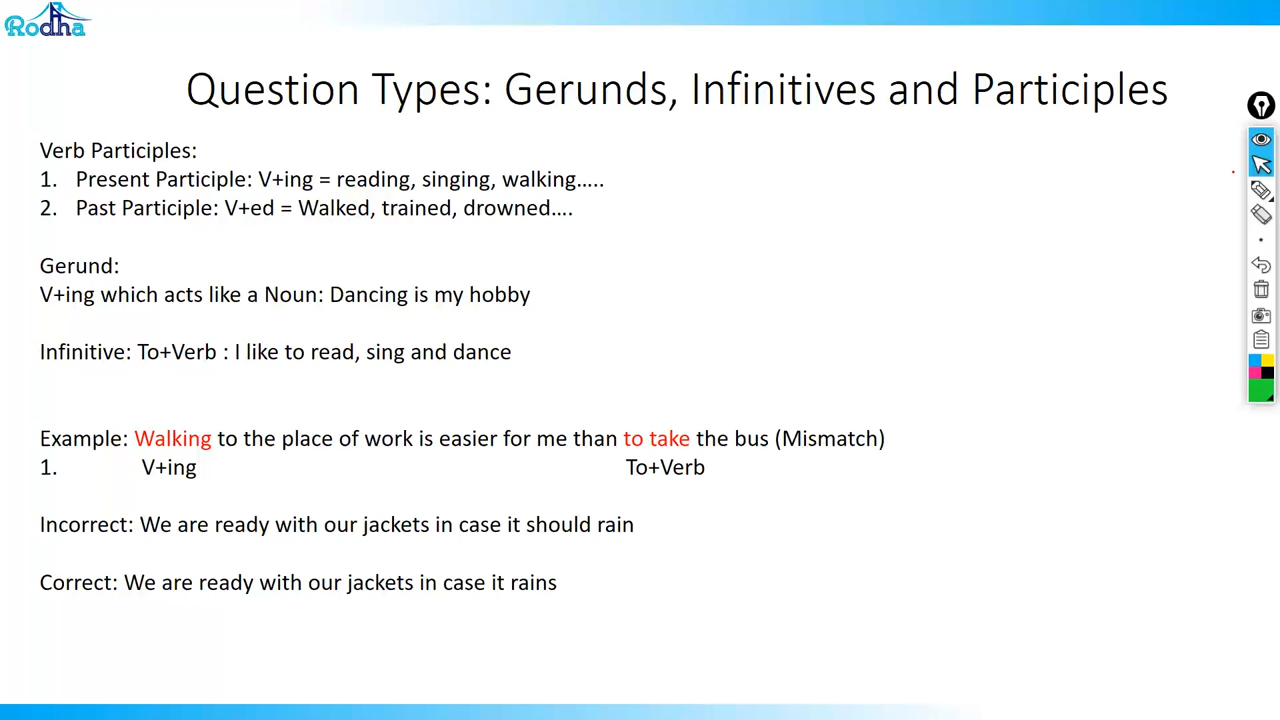 Rodha
Question Types: Gerunds, Infinitives and Participles
Verb Participles:
1. Present Participle: V+ing = reading, singing, walking.....
2. Past Participle: V+ed = Walked, trained, drowned....
Gerund:
V+ing which acts like a Noun: Dancing is my hobby
Infinitive: To+Verb : I like to read, sing and dance
Example: Walking to the place of work is easier for me than to take the bus (Mismatch)
1. V+ing To+Verb
Incorrect: We are ready with our jackets in case it should rain
Correct: We are ready with our jackets in case it rains